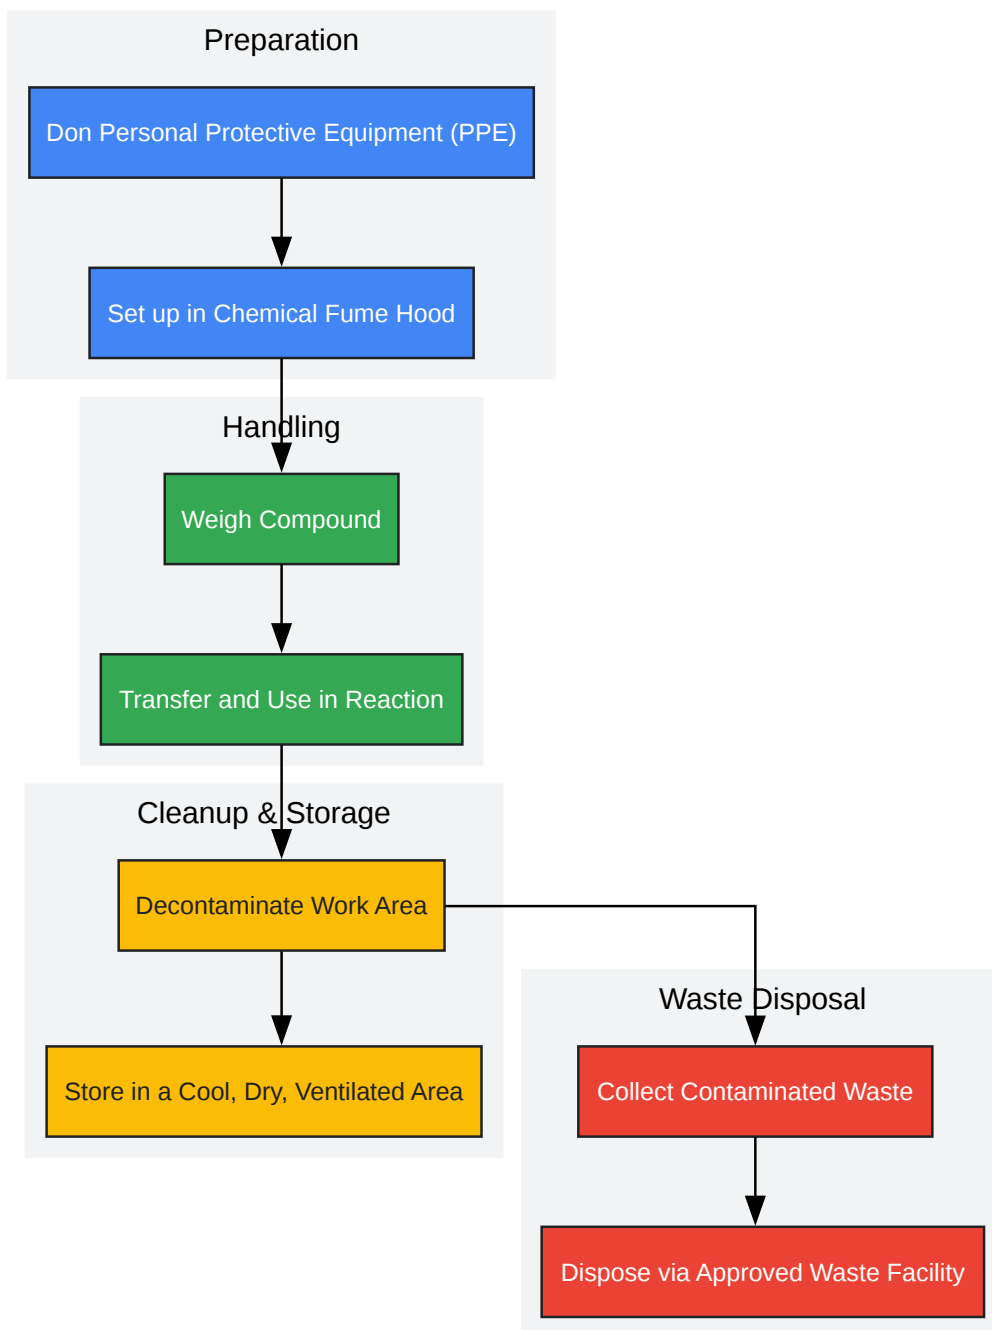 Preparation
Don Personal Protective Equipment (PPE)
Set up in Chemical Fume Hood
Handling
Weigh Compound
Transfer and Use in Reaction
Cleanup & Storage
Decontaminate Work Area
Store in a Cool, Dry, Ventilated Area
Waste Disposal
Collect Contaminated Waste
Dispose via Approved Waste Facility